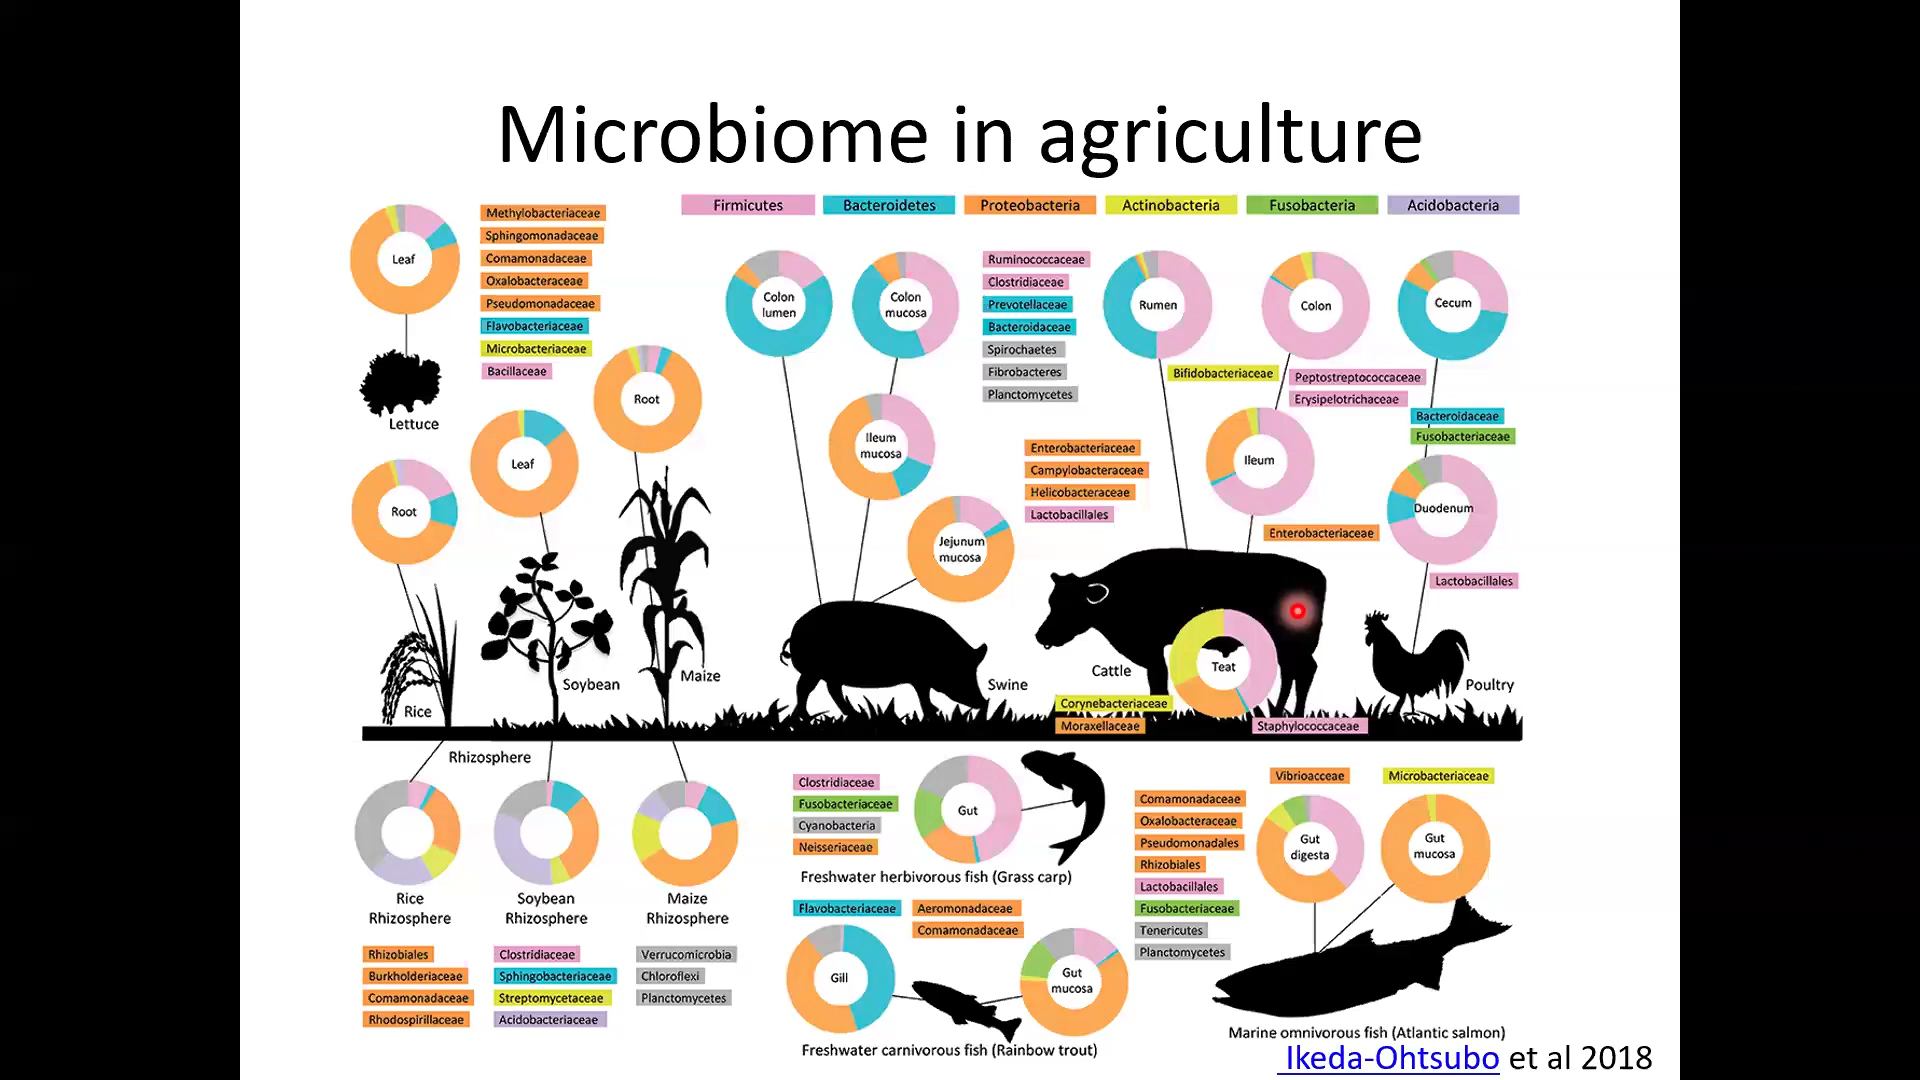 Microbiome in agriculture
Firmicutes
Bacteroidetes
Proteobacteria
Actinobacteria
Fusobacteria
Acidobacteria
Leaf
Methylobacteriaceae
Sphingomonadaceae
Comamonadaceae
Oxalobacteraceae
Pseudomonadaceae
Flavobacteriaceae
Microbacteriaceae
Bacillaceae
Lettuce
Root
Leaf
Root
Rice
Soybean
Maize
Colon
lumen
Colon
mucosa
Ileum
mucosa
Jejunum
mucosa
Swine
Ruminococcaceae
Clostridiaceae
Prevotellaceae
Bacteroidaceae
Spirochaetes
Fibrobacteres
Planctomycetes
Enterobacteriaceae
Campylobacteraceae
Helicobacteraceae
Lactobacillales
Rumen
Colon
Bifidobacteriaceae
Peptostreptococcaceae
Erysipelotrichaceae
Ileum
Enterobacteriaceae
Cattle
Teat
Corynebacteriaceae
Moraxellaceae
Staphylococcaceae
Cecum
Bacteroidaceae
Fusobacteriaceae
Duodenum
Lactobacillales
Poultry
Rhizosphere
Rice
Rhizosphere
Soybean
Rhizosphere
Maize
Rhizosphere
Rhizobiales
Burkholderiaceae
Comamonadaceae
Rhodospirillaceae
Clostridiaceae
Sphingobacteriaceae
Streptomycetaceae
Acidobacteriaceae
Verrucomicrobia
Chloroflexi
Planctomycetes
Clostridiaceae
Fusobacteriaceae
Cyanobacteria
Neisseriaceae
Gut
Freshwater herbivorous fish (Grass carp)
Flavobacteriaceae
Aeromonadaceae
Comamonadaceae
Gill
Gut
mucosa
Freshwater carnivorous fish (Rainbow trout)
Vibrioacceae
Microbacteriaceae
Comamonadaceae
Oxalobacteraceae
Pseudomonadales
Rhizobiales
Lactobacillales
Fusobacteriaceae
Tenericutes
Planctomycetes
Gut
digesta
Gut
mucosa
Marine omnivorous fish (Atlantic salmon)
Ikeda-Ohtsubo et al 2018